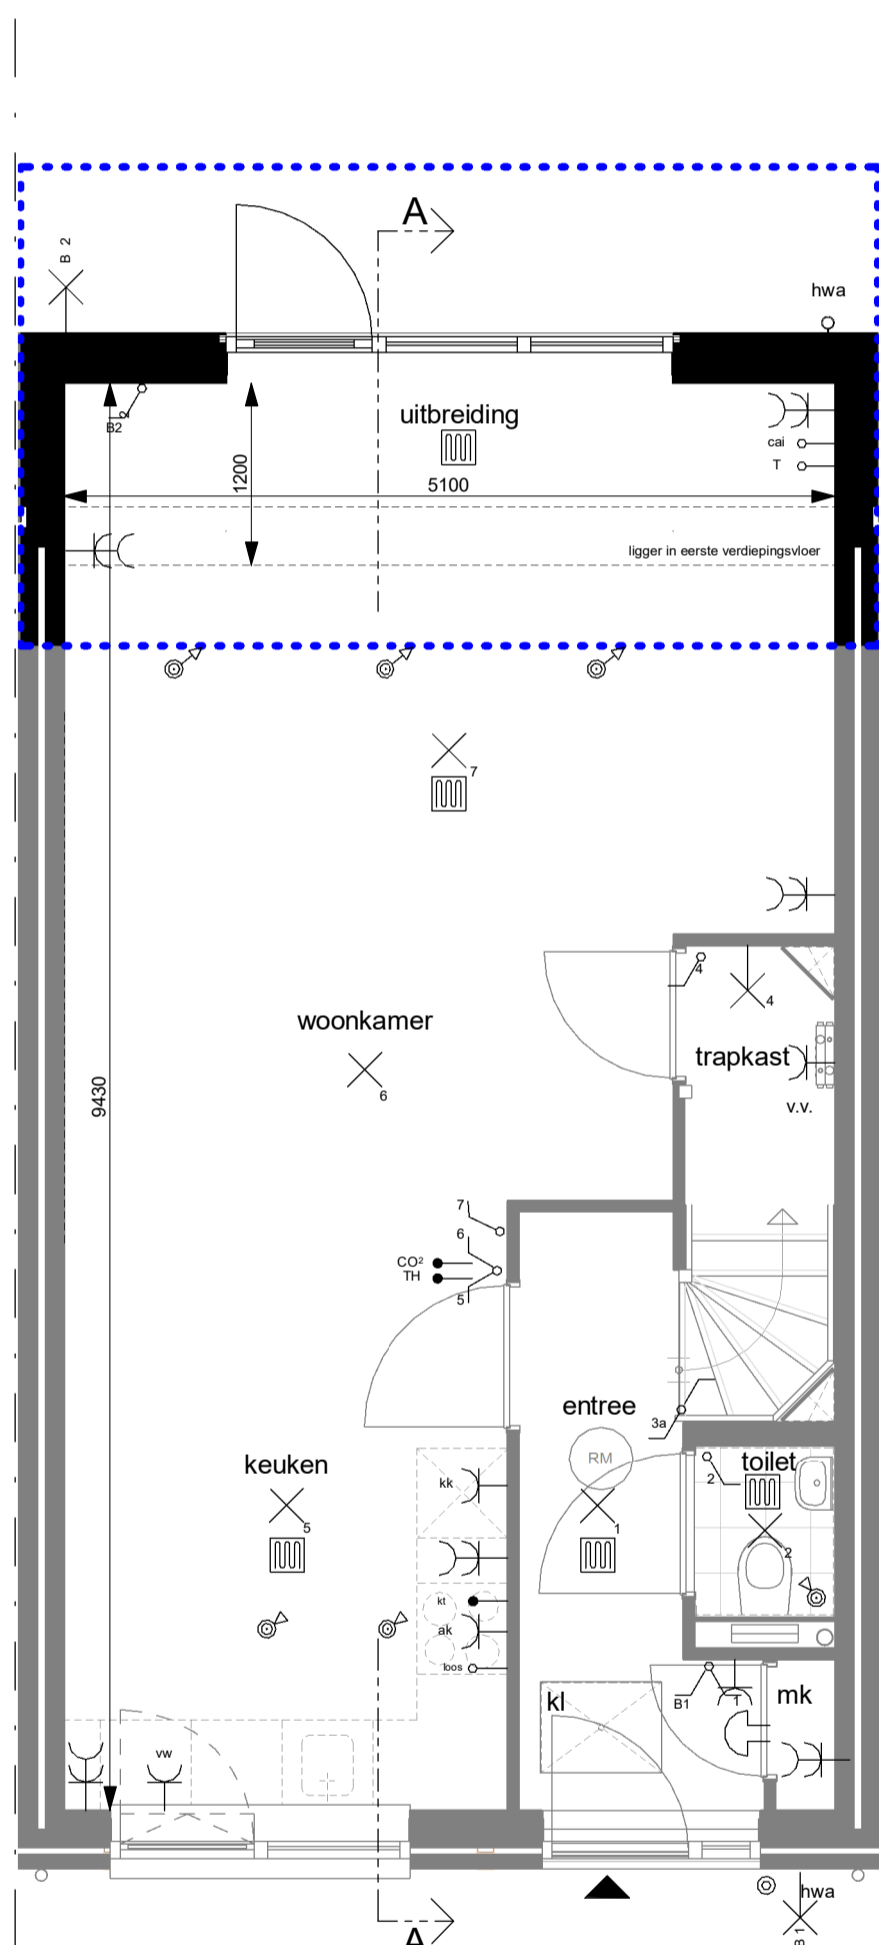 A
B 2
hwa
uitbreiding
B2
2
cai
T
1200
5100
ligger in eerste verdiepingsvloer
7
4
4
woonkamer
trapkast
6
v.v.
9430
7
6
CO²
TH
5
entree
3a
RM
toilet
keuken
kk
2
5
1
2
kt
ak
loos
kl
B1
1
mk
vw
hwa
A
B 1